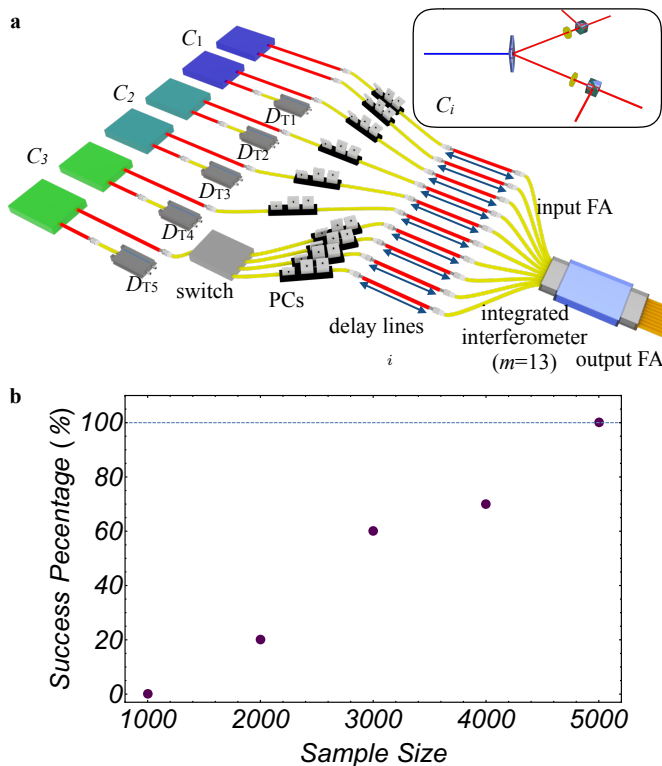 a
C1
C2
C3
Ci
DT1
DT2
DT3
DT4
DT5
switch
PCs
delay lines
i
input FA
integrated
interferometer
(m=13)
output FA
b
Success Pecentage (%)
100
80
60
40
20
0
1000 2000 3000 4000 5000
Sample Size